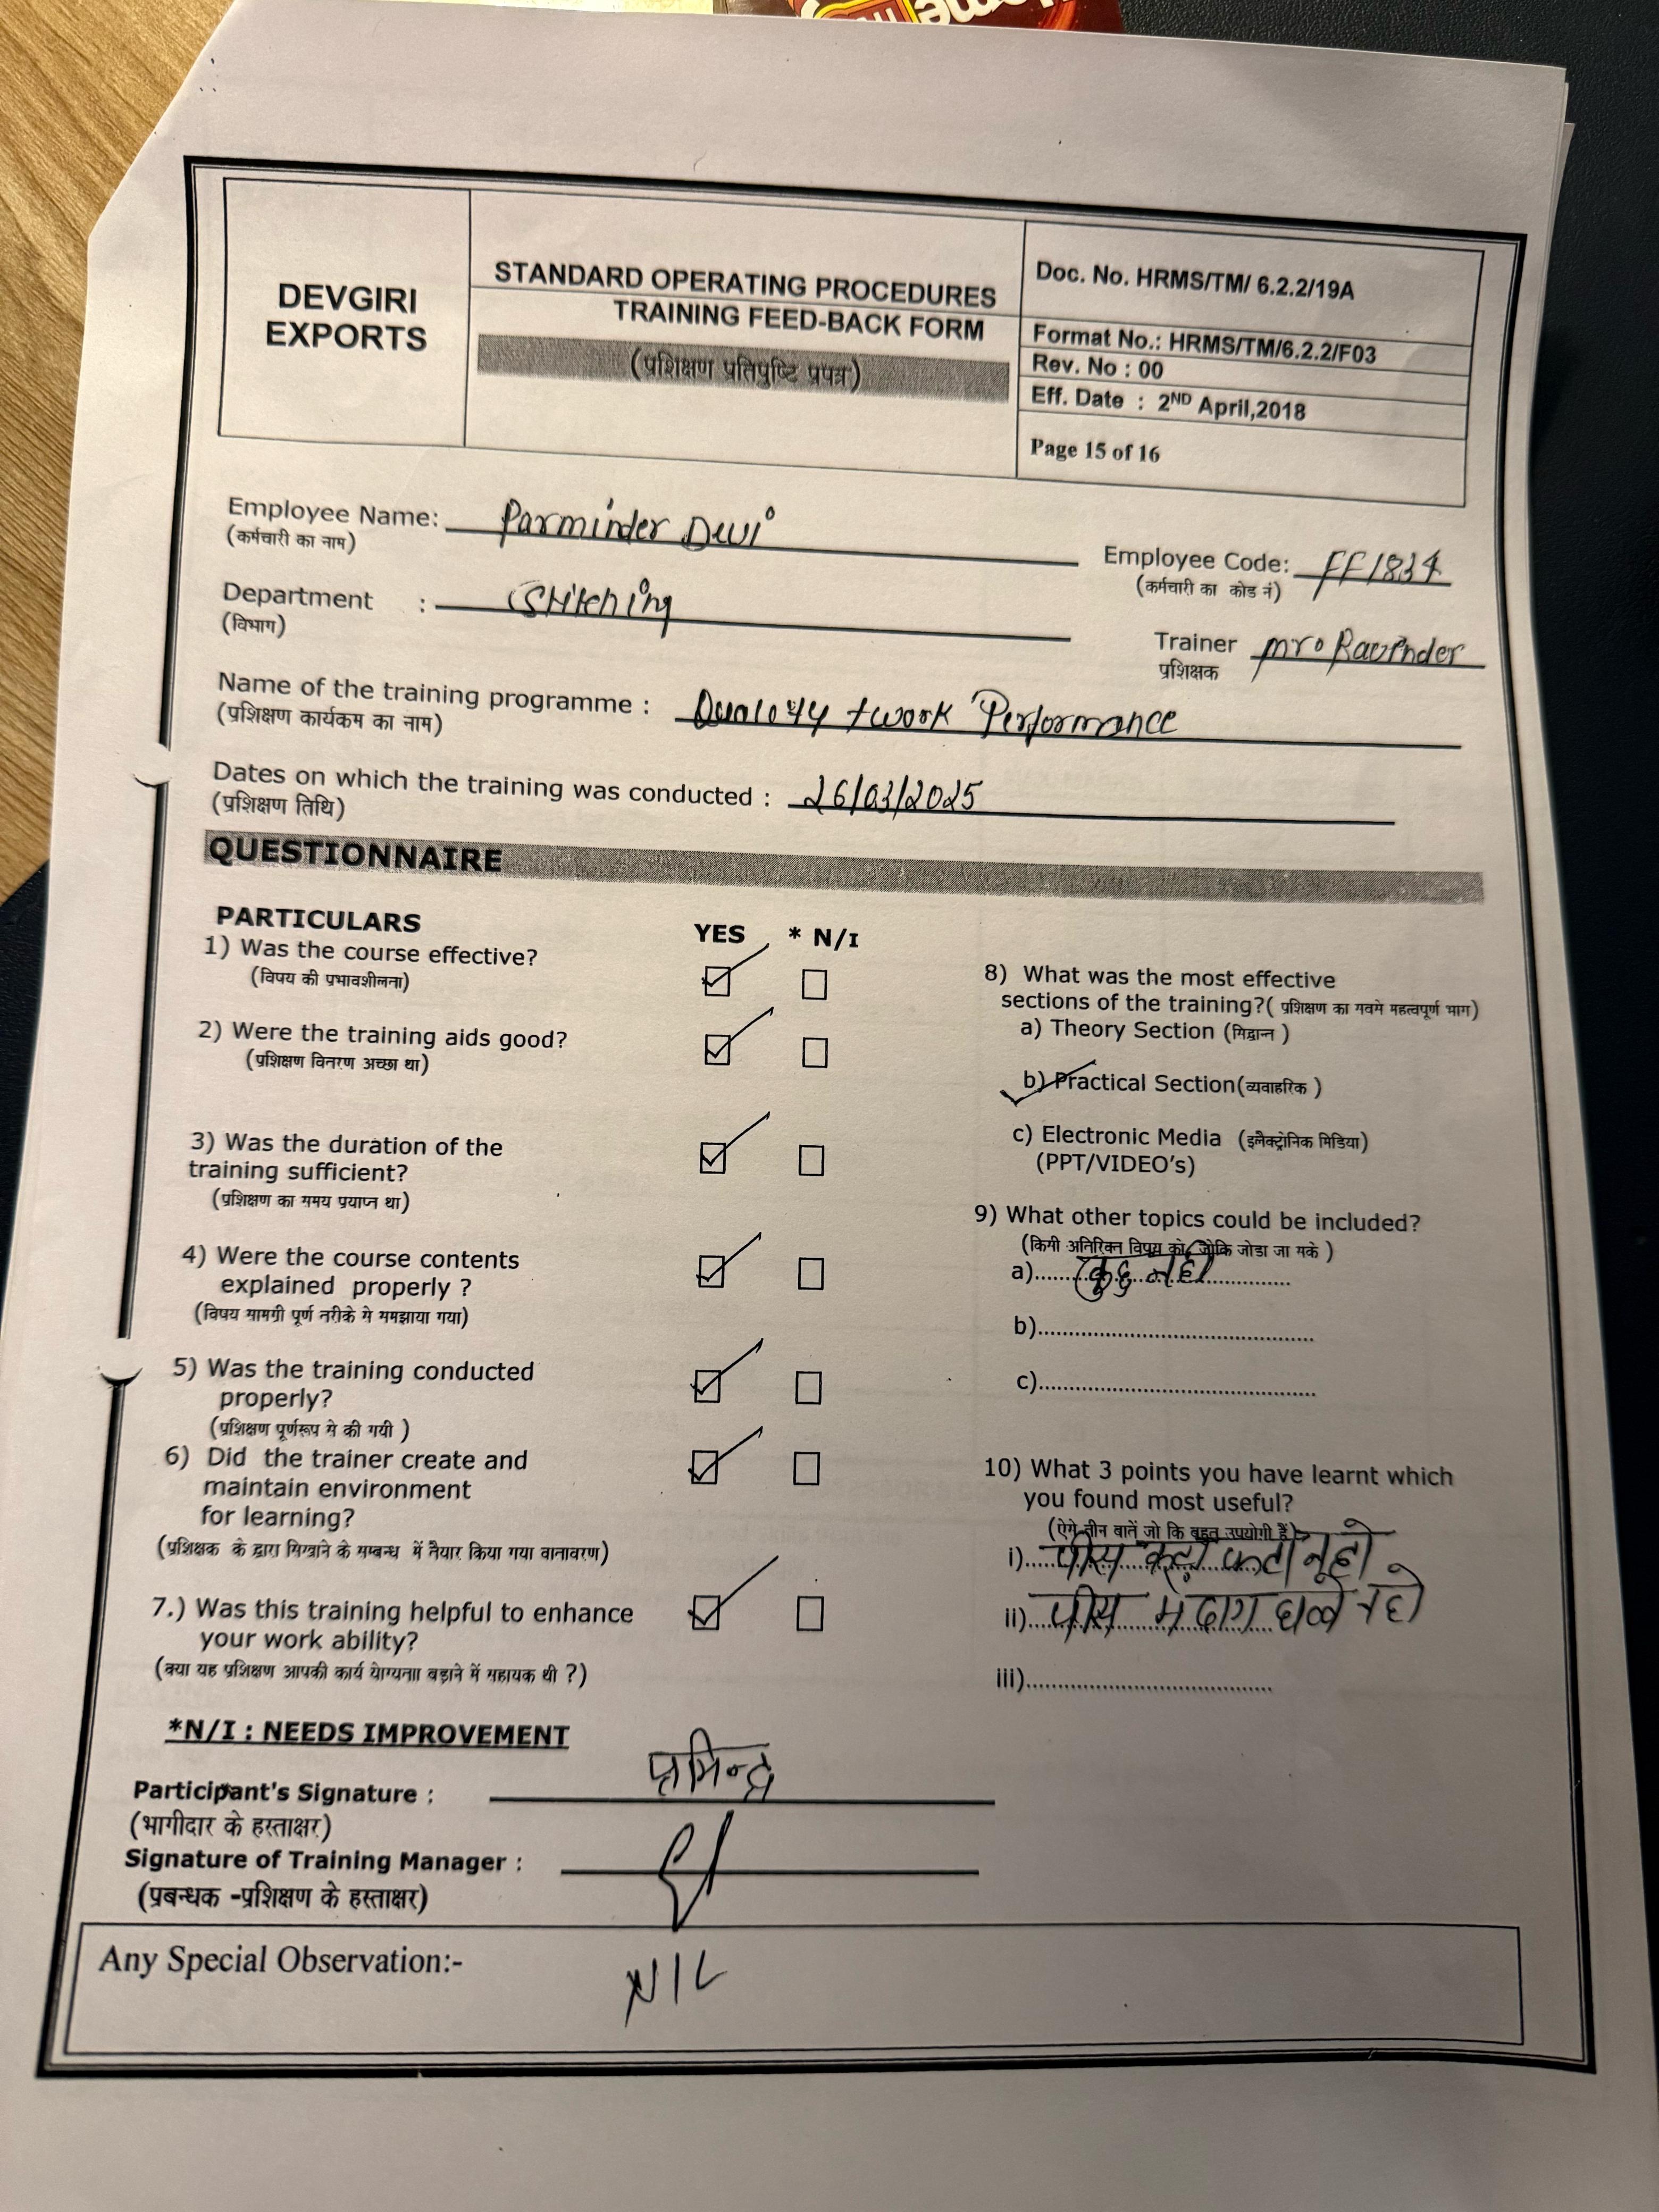 DEVGIRI
EXPORTS
STANDARD OPERATING PROCEDURES
TRAINING FEED-BACK FORM
(प्रशिक्षण प्रतिपुष्टि प्रपत्र)
Doc. No. HRMS/TM/ 6.2.2/19A
Format No.: HRMS/TM/6.2.2/F03
Rev. No : 00
Eff. Date : 2ND April,2018
Page 15 of 16
Employee Name: Parminder Devi
(कर्मचारी का नाम)
Employee Code: FF1834
(कर्मचारी का कोड नं)
Department : Stitching
(विभाग)
Trainer Mr. Ravinder
प्रशिक्षक
Name of the training programme : Quality + work Performance
(प्रशिक्षण कार्यकम का नाम)
Dates on which the training was conducted : 26/03/2025
(प्रशिक्षण तिथि)
QUESTIONNAIRE
PARTICULARS
YES * N/I
1) Was the course effective?
(विषय की प्रभावशीलता)
2) Were the training aids good?
(प्रशिक्षण वितरण अच्छा था)
3) Was the duration of the
training sufficient?
(प्रशिक्षण का समय प्रयाप्त था)
4) Were the course contents
explained properly ?
(विषय सामग्री पूर्ण तरीके से समझाया गया)
5) Was the training conducted
properly?
(प्रशिक्षण पूर्णरूप से की गयी )
6) Did the trainer create and
maintain environment
for learning?
(प्रशिक्षक के द्वारा सिखाने के सम्बन्ध में तैयार किया गया वातावरण)
7.) Was this training helpful to enhance
your work ability?
(क्या यह प्रशिक्षण आपकी कार्य योग्यता बड़ाने में सहायक थी ?)
8) What was the most effective
sections of the training?( प्रशिक्षण का सबसे महत्वपूर्ण भाग)
a) Theory Section (सिद्वान्त )
b) Practical Section(व्यवाहरिक )
c) Electronic Media (इलैक्ट्रोनिक मिडिया)
(PPT/VIDEO's)
9) What other topics could be included?
(किसी अतिरिक्त विषय को जोकि जोडा जा सके )
a) कुछ नही
b)
c)
10) What 3 points you have learnt which
you found most useful?
(ऐसे तीन बातें जो कि बहुत उपयोगी हैं)
i) पीस कटा फटा न हो
ii) पीस में दाग धब्बे न हो
iii)
*N/I : NEEDS IMPROVEMENT
Participant's Signature : प्रमिन्द्र
(भागीदार के हस्ताक्षर)
Signature of Training Manager :
(प्रबन्धक -प्रशिक्षण के हस्ताक्षर)
Any Special Observation:- NIL